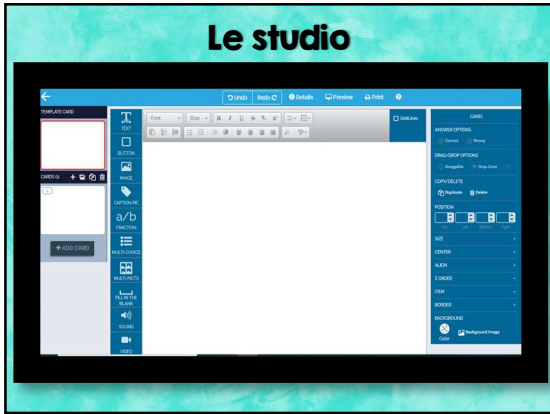 Le studio
Undo Redo Details Preview Print
TEMPLATE CARD
CARDS
+ ADD CARD
TEXT
BUTTON
IMAGE
CAPTION PIC
a/b
FRACTION
MULTI-CHOICE
MULTI-PICTS
FILL IN THE
BLANK
SOUND
VIDEO
Font Size B I U S
GridLines
CARD
ANSWER OPTIONS
Correct Wrong
DRAG/DROP OPTIONS
Draggable Drop Zone
COPY/DELETE
Duplicate Delete
POSITION
Top Left Bottom Right
SIZE
CENTER
ALIGN
Z ORDER
ITEM
BORDER
BACKGROUND
Color Background Image